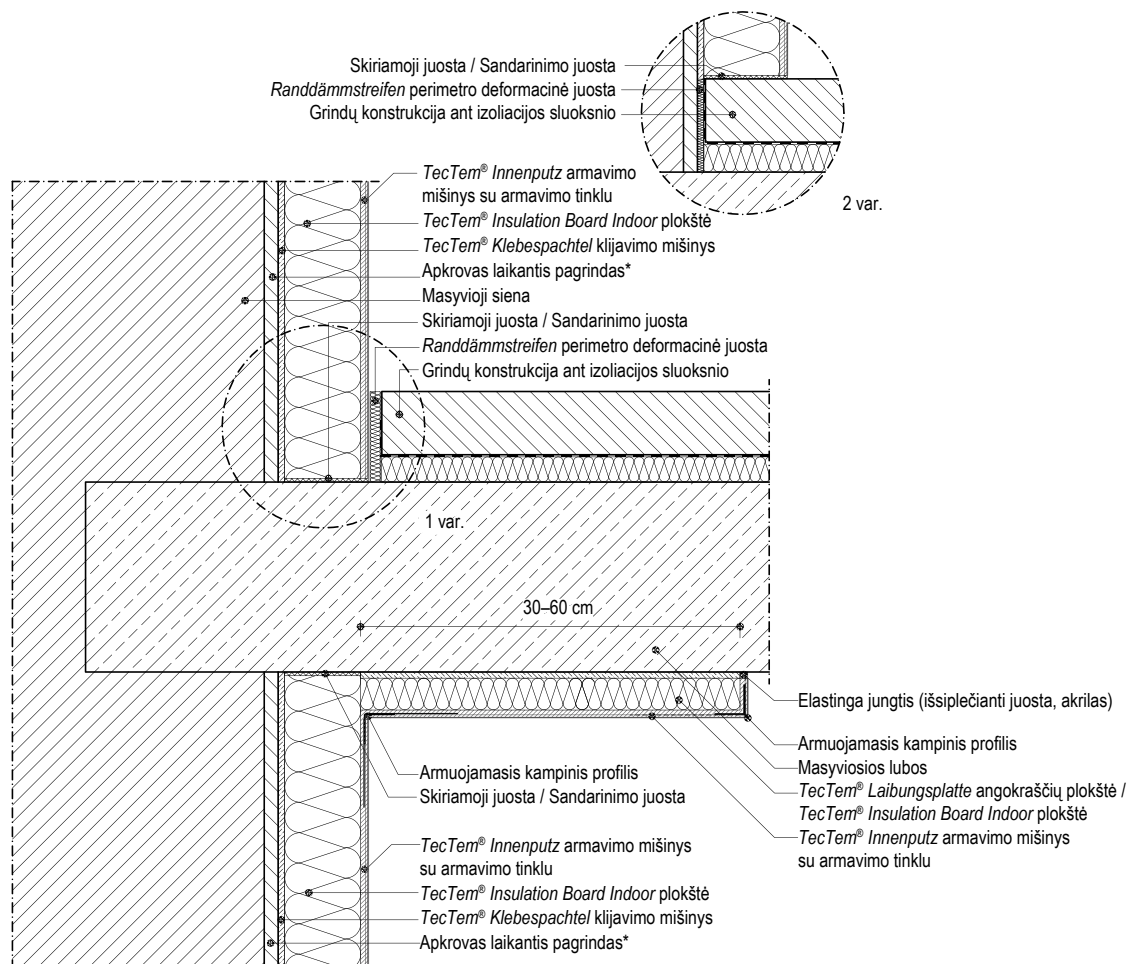 Skiriamoji juosta / Sandarinimo juosta
Randdämmstreifen perimetro deformacinė juosta
Grindų konstrukcija ant izoliacijos sluoksnio
2 var.
TecTem® Innenputz armavimo
mišinys su armavimo tinklu
TecTem® Insulation Board Indoor plokštė
TecTem® Klebespachtel klijavimo mišinys
Apkrovas laikantis pagrindas*
Masyvioji siena
Skiriamoji juosta / Sandarinimo juosta
Randdämmstreifen perimetro deformacinė juosta
Grindų konstrukcija ant izoliacijos sluoksnio
1 var.
30–60 cm
Elastinga jungtis (išsiplečianti juosta, akrilas)
Armuojamasis kampinis profilis
Masyviosios lubos
TecTem® Laibungsplatte angokraščių plokštė /
TecTem® Insulation Board Indoor plokštė
TecTem® Innenputz armavimo mišinys
su armavimo tinklu
Armuojamasis kampinis profilis
Skiriamoji juosta / Sandarinimo juosta
TecTem® Innenputz armavimo mišinys
su armavimo tinklu
TecTem® Insulation Board Indoor plokštė
TecTem® Klebespachtel klijavimo mišinys
Apkrovas laikantis pagrindas*